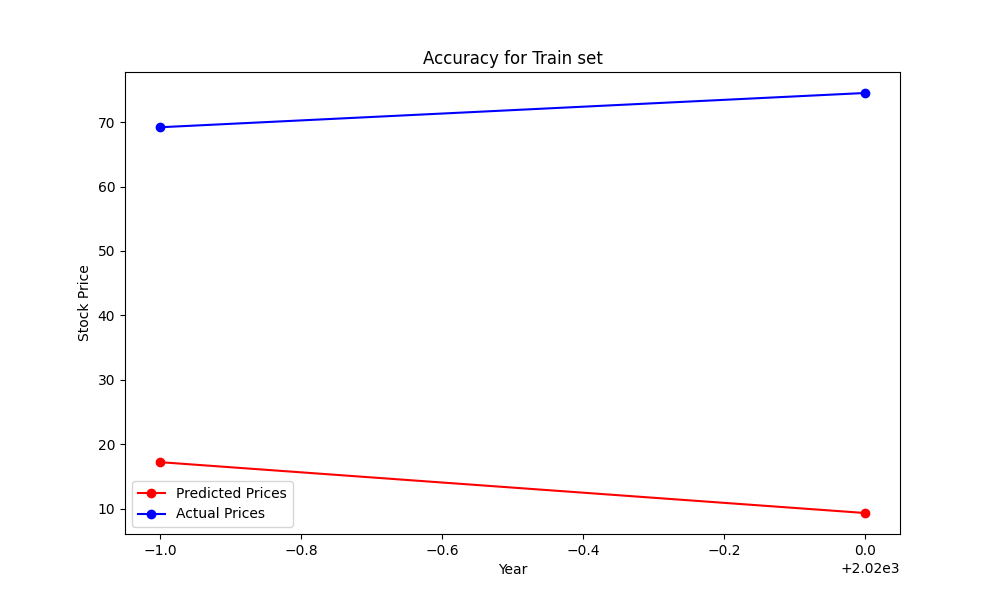 Accuracy for Train set
70
60
50
40
30
20
10
Stock Price
Predicted Prices
Actual Prices
−1.0 −0.8 −0.6 −0.4 −0.2 0.0
+2.02e3
Year